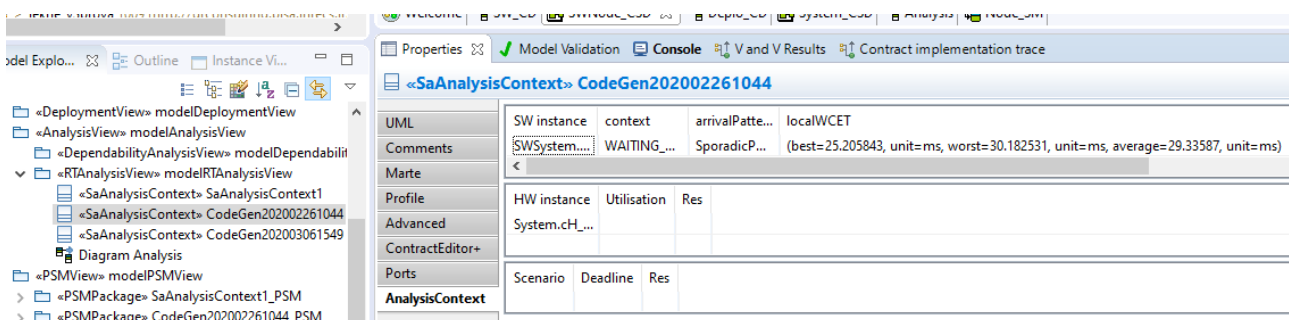 SW_CD SWNode_CSD Deplo_CD System_CSD Analysis Node_SM
odel Explo... Outline Instance Vi...
«DeploymentView» modelDeploymentView
«AnalysisView» modelAnalysisView
«DependabilityAnalysisView» modelDependabilit
«RTAnalysisView» modelRTAnalysisView
«SaAnalysisContext» SaAnalysisContext1
«SaAnalysisContext» CodeGen202002261044
«SaAnalysisContext» CodeGen202003061549
Diagram Analysis
«PSMView» modelPSMView
«PSMPackage» SaAnalysisContext1_PSM
«PSMPackage» CodeGen202002261044_PSM
Properties Model Validation Console V and V Results Contract implementation trace
«SaAnalysisContext» CodeGen202002261044
UML
Comments
Marte
Profile
Advanced
ContractEditor+
Ports
AnalysisContext
SW instance context arrivalPatte... localWCET
SWSystem.... WAITING_... SporadicP... (best=25.205843, unit=ms, worst=30.182531, unit=ms, average=29.33587, unit=ms)
HW instance Utilisation Res
System.cH_...
Scenario Deadline Res